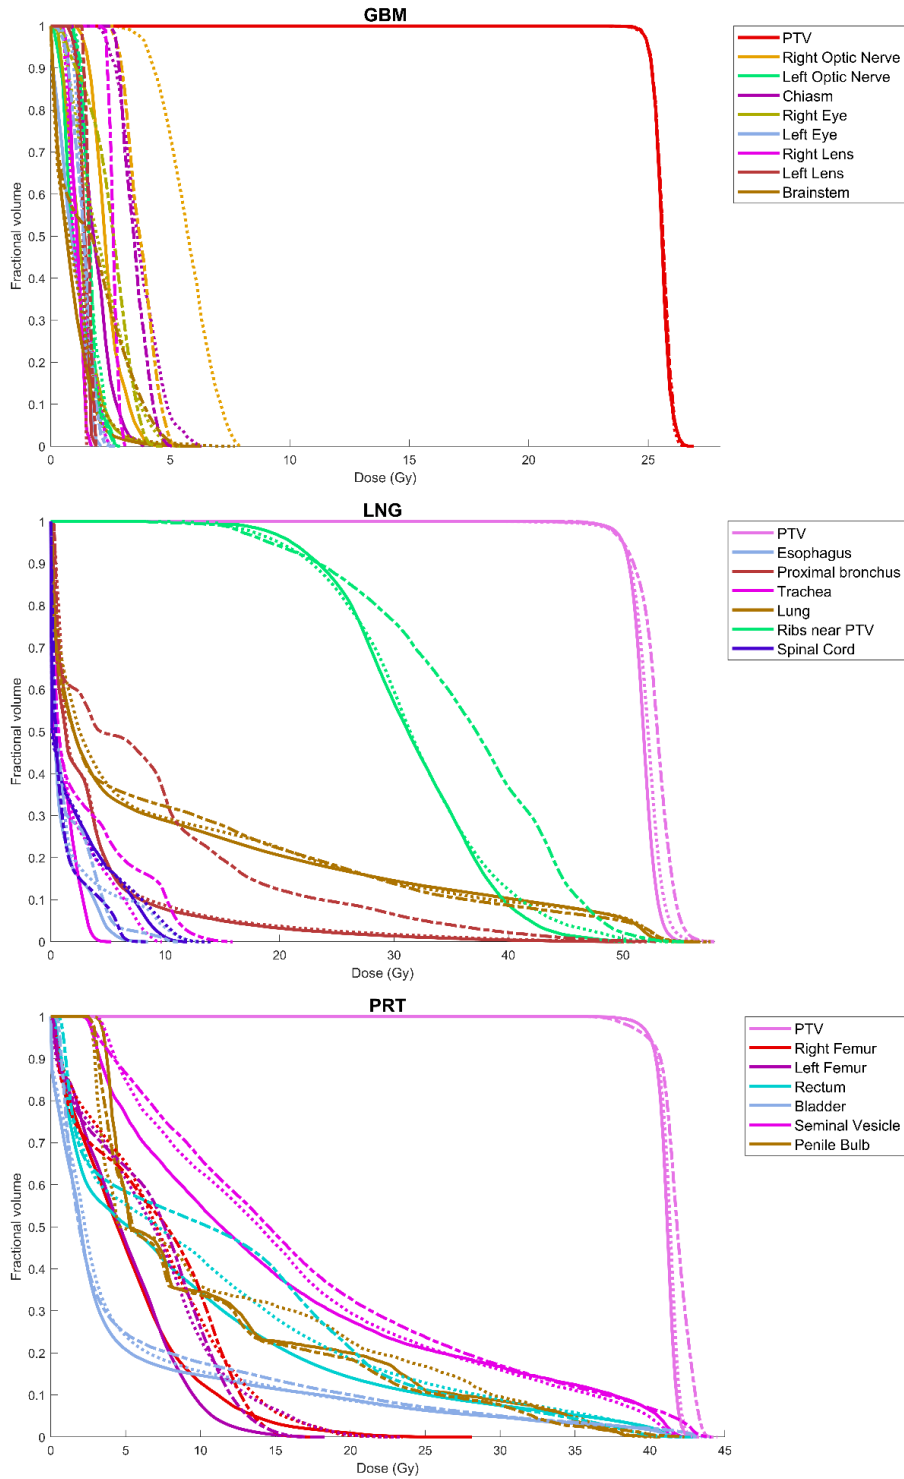 GBM
1
0.9
0.8
0.7
0.6
0.5
0.4
0.3
0.2
0.1
0
Fractional volume
0 5 10 15 20 25
Dose (Gy)
PTV
Right Optic Nerve
Left Optic Nerve
Chiasm
Right Eye
Left Eye
Right Lens
Left Lens
Brainstem
LNG
1
0.9
0.8
0.7
0.6
0.5
0.4
0.3
0.2
0.1
0
Fractional volume
0 10 20 30 40 50
Dose (Gy)
PTV
Esophagus
Proximal bronchus
Trachea
Lung
Ribs near PTV
Spinal Cord
PRT
1
0.9
0.8
0.7
0.6
0.5
0.4
0.3
0.2
0.1
0
Fractional volume
0 5 10 15 20 25 30 35 40 45
Dose (Gy)
PTV
Right Femur
Left Femur
Rectum
Bladder
Seminal Vesicle
Penile Bulb